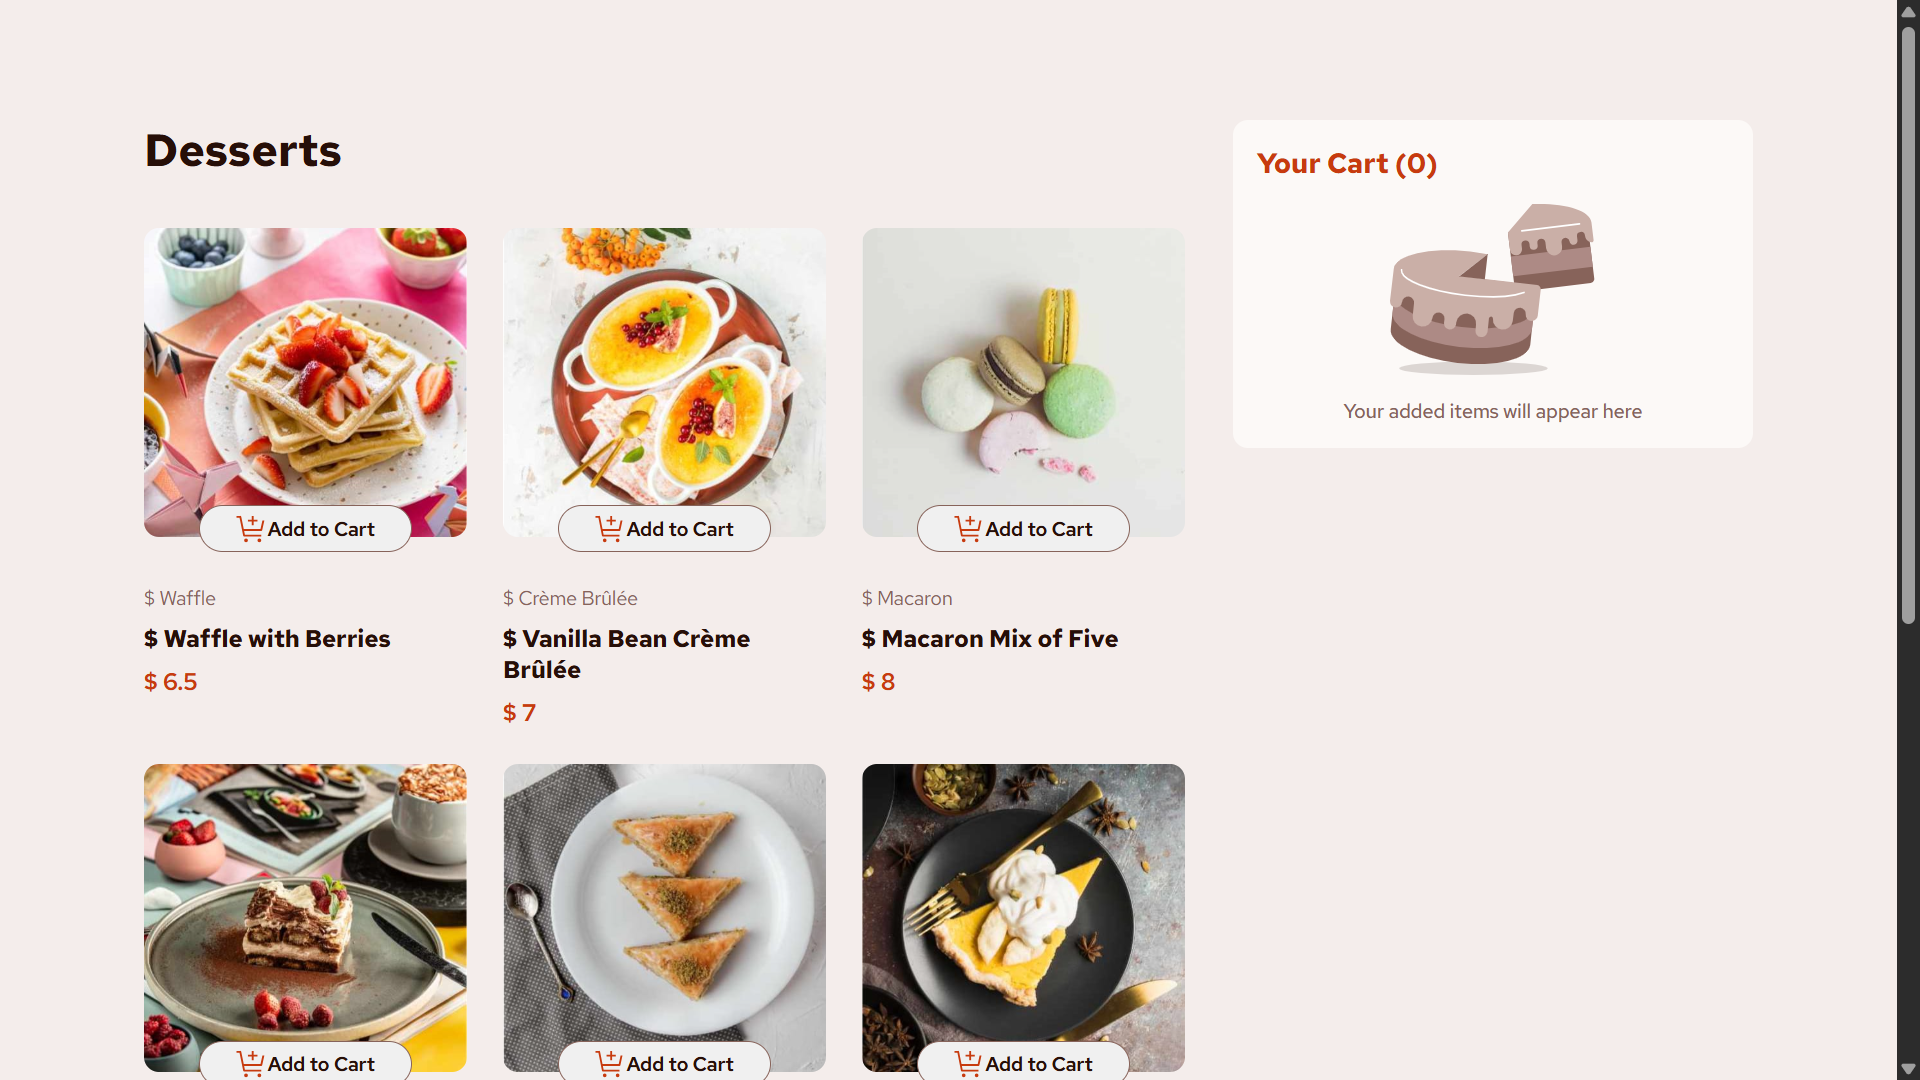 Desserts
Your Cart (0)
Your added items will appear here
Add to Cart
Add to Cart
Add to Cart
$ Waffle
$ Waffle with Berries
$ 6.5
$ Crème Brûlée
$ Vanilla Bean Crème
Brûlée
$ 7
$ Macaron
$ Macaron Mix of Five
$ 8
Add to Cart
Add to Cart
Add to Cart